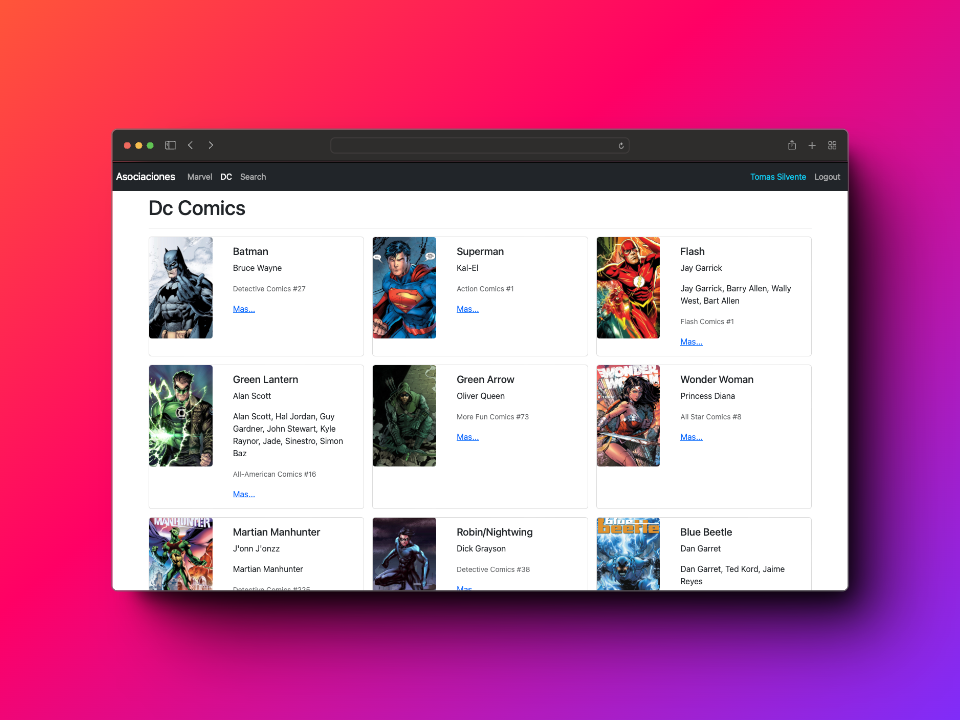 Asociaciones Marvel DC Search Tomas Silvente Logout
Dc Comics
Batman
Bruce Wayne
Detective Comics #27
Mas...
Superman
Kal-El
Action Comics #1
Mas...
Flash
Jay Garrick
Jay Garrick, Barry Allen, Wally
West, Bart Allen
Flash Comics #1
Mas...
Green Lantern
Alan Scott
Alan Scott, Hal Jordan, Guy
Gardner, John Stewart, Kyle
Raynor, Jade, Sinestro, Simon
Baz
All-American Comics #16
Mas...
Green Arrow
Oliver Queen
More Fun Comics #73
Mas...
WONDER
WOMAN
Wonder Woman
Princess Diana
All Star Comics #8
Mas...
MANHUNTER
Martian Manhunter
J'onn J'onzz
Martian Manhunter
Detective Comics #225
Robin/Nightwing
Dick Grayson
Detective Comics #38
Mas...
blue
beetle
Blue Beetle
Dan Garret
Dan Garret, Ted Kord, Jaime
Reyes